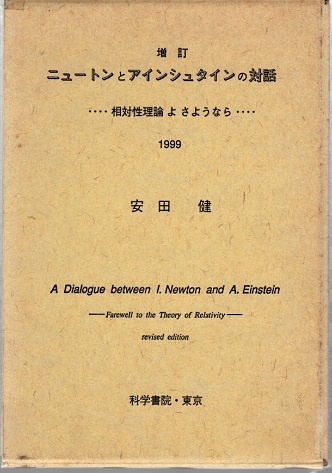 増訂
ニュートンとアインシュタインの対話
‥‥相対性理論 よ さようなら‥‥
1999
安田 健
A Dialogue between I. Newton and A. Einstein
——Farewell to the Theory of Relativity——
revised edition
科学書院・東京